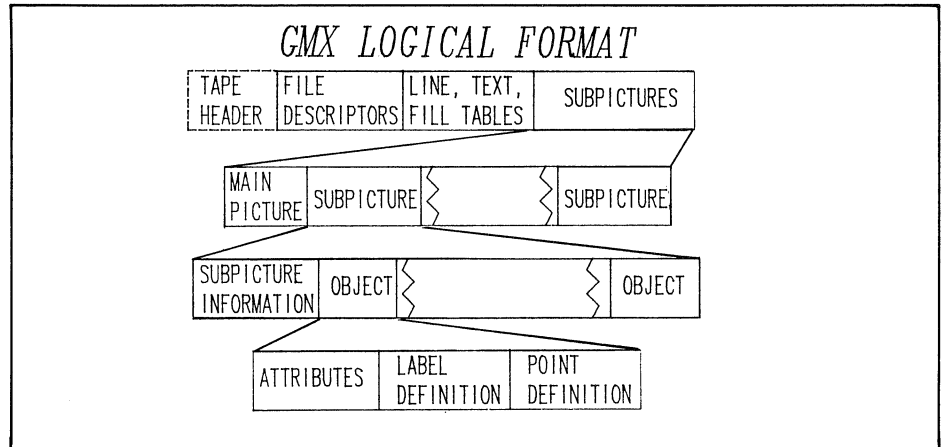 GMX LOGICAL FORMAT
TAPE HEADER
FILE DESCRIPTORS
LINE, TEXT, FILL TABLES
SUBPICTURES
MAIN PICTURE
SUBPICTURE
SUBPICTURE
SUBPICTURE INFORMATION
OBJECT
OBJECT
ATTRIBUTES
LABEL DEFINITION
POINT DEFINITION